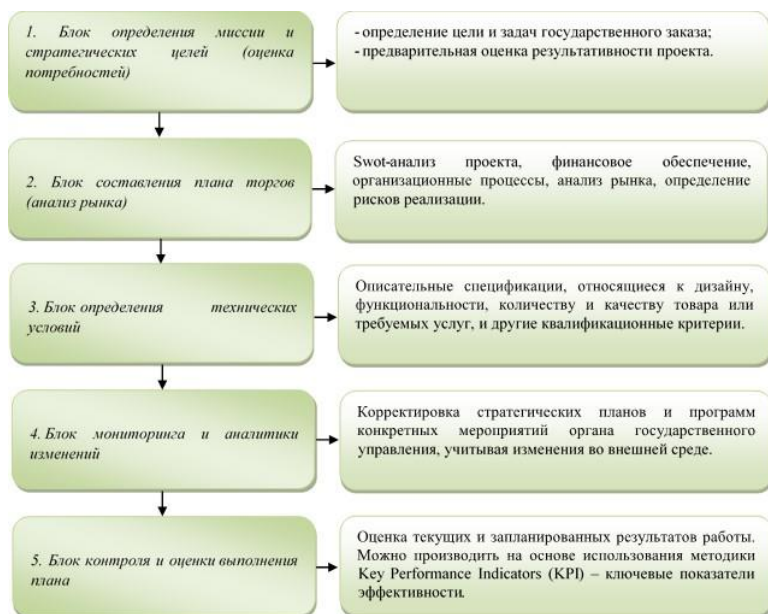 1. Блок определения миссии и
стратегических целей (оценка
потребностей)
- определение цели и задач государственного заказа;
- предварительная оценка результативности проекта.
2. Блок составления плана торгов
(анализ рынка)
Swot-анализ проекта, финансовое обеспечение,
организационные процессы, анализ рынка, определение
рисков реализации.
3. Блок определения технических
условий
Описательные спецификации, относящиеся к дизайну,
функциональности, количеству и качеству товара или
требуемых услуг, и другие квалификационные критерии.
4. Блок мониторинга и аналитики
изменений
Корректировка стратегических планов и программ
конкретных мероприятий органа государственного
управления, учитывая изменения во внешней среде.
5. Блок контроля и оценки выполнения
плана
Оценка текущих и запланированных результатов работы.
Можно производить на основе использования методики
Key Performance Indicators (KPI) – ключевые показатели
эффективности.